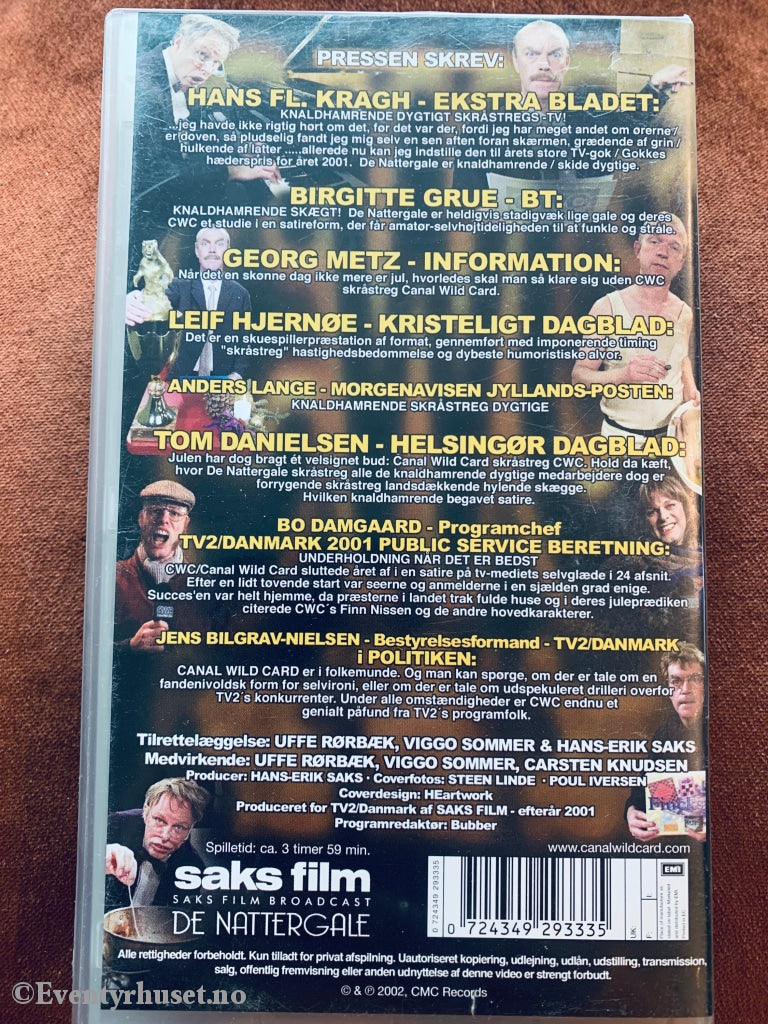 PRESSEN SKREV:
HANS FL. KRAGH - EKSTRA BLADET:
KNALDHAMRENDE DYGTIGT SKRÅSTREGS -TV!
...jeg havde ikke rigtig hørt om det, for det var der, fordi jeg har meget andet om ørerne /
er doven, så pludselig fandt jeg mig selv en sen aften foran skærmen, grædende af grin /
hulkende af latter .....allerede nu kan jeg indstille den til årets store TV-gok / Gokkes
hæderspris for året 2001. De Nattergale er knaldhamrende / skide dygtige.
BIRGITTE GRUE - BT:
KNALDHAMRENDE SKÆGT! De Nattergale er heldigvis stadigvæk lige gale og deres
CWC et studie i en satireform, der får amatør-selvhøjtideligheden til at funkle og stråle.
GEORG METZ - INFORMATION:
Når det en skønne dag ikke mere er jul, hvorledes skal man så klare sig uden CWC
skråstreg Canal Wild Card.
LEIF HJERNØE - KRISTELIGT DAGBLAD:
Det er en skuespillerpræstation af format, gennemført med imponerende timing
"skråstreg" hastighedsbedømmelse og dybeste humoristiske alvor.
ANDERS LANGE - MORGENAVISEN JYLLANDS-POSTEN:
KNALDHAMRENDE SKRÅSTREG DYGTIGE
TOM DANIELSEN - HELSINGØR DAGBLAD:
Julen har dog bragt ét velsignet bud: Canal Wild Card skråstreg CWC. Hold da kæft,
hvor De Nattergale skråstreg alle de knaldhamrende dygtige medarbejdere dog er
forrygende skråstreg landsdækkende hylende skægge.
Hvilken knaldhamrende begavet satire.
BO DAMGAARD - Programchef
TV2/DANMARK 2001 PUBLIC SERVICE BERETNING:
UNDERHOLDNING NÅR DET ER BEDST
CWC/Canal Wild Card sluttede året af i en satire på tv-mediets selvglæde i 24 afsnit.
Efter en lidt tøvende start var seerne og anmelderne i en sjælden grad enige.
Succes'en var helt hjemme, da præsterne i landet trak fulde huse og i deres juleprædiken
citerede CWC´s Finn Nissen og de andre hovedkarakterer.
JENS BILGRAV-NIELSEN - Bestyrelsesformand - TV2/DANMARK
i POLITIKEN:
CANAL WILD CARD er i folkemunde. Og man kan spørge, om der er tale om en
fandenivoldsk form for selvironi, eller om der er tale om udspekuleret drilleri overfor
TV2´s konkurrenter. Under alle omstændigheder er CWC endnu et
genialt påfund fra TV2´s programfolk.
Tilrettelæggelse: UFFE RØRBÆK, VIGGO SOMMER & HANS-ERIK SAKS
Medvirkende: UFFE RØRBÆK, VIGGO SOMMER, CARSTEN KNUDSEN
Producer: HANS-ERIK SAKS · Coverfotos: STEEN LINDE · POUL IVERSEN
Coverdesign: HEartwork
Produceret for TV2/Danmark af SAKS FILM - efterår 2001
Programredaktør: Bubber
Spilletid: ca. 3 timer 59 min.
www.canalwildcard.com
saks film
SAKS FILM BROADCAST
DE NATTERGALE
0 724349 293335
0 724349 293335
UK:
F:
EMI
Alle rettigheder forbeholdt. Kun tilladt for privat afspilning. Uautoriseret kopiering, udlejning, udlån, udstilling, transmission,
salg, offentlig fremvisning eller anden udnyttelse af denne video er strengt forbudt.
© & ℗ 2002, CMC Records
©Eventyrhuset.no